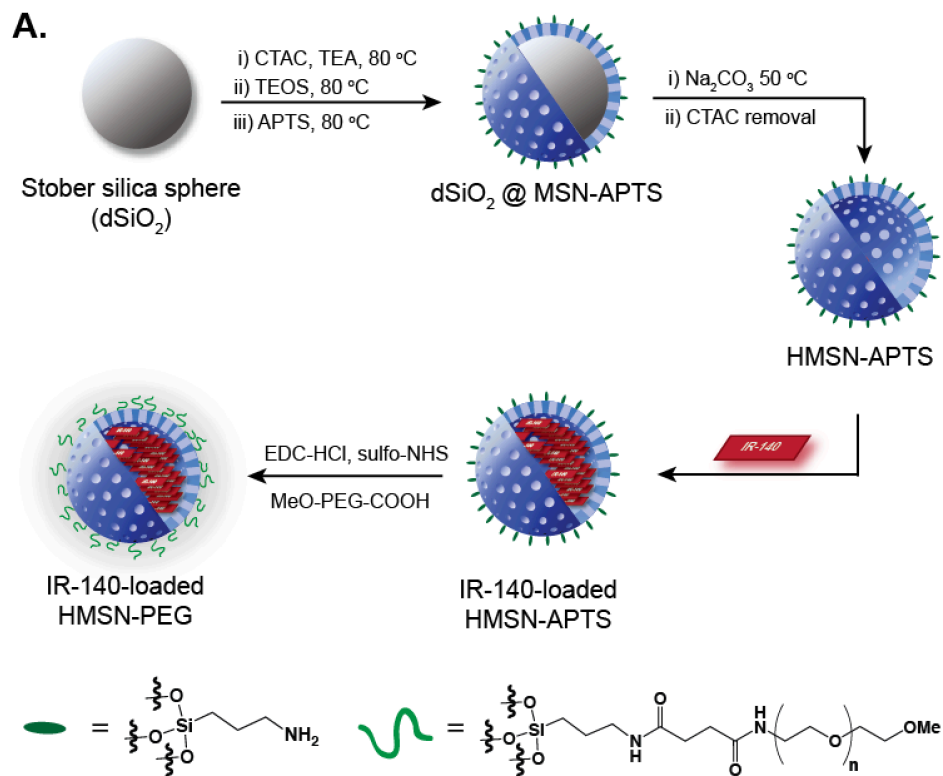 A.
i) CTAC, TEA, 80 °C
ii) TEOS, 80 °C
iii) APTS, 80 °C
Stober silica sphere
(dSiO₂)
dSiO₂ @ MSN-APTS
i) Na₂CO₃ 50 °C
ii) CTAC removal
HMSN-APTS
IR-140
EDC-HCl, sulfo-NHS
MeO-PEG-COOH
IR-140-loaded
HMSN-PEG
IR-140-loaded
HMSN-APTS
= O Si O O NH₂
= O Si O O N H O O H N O n OMe